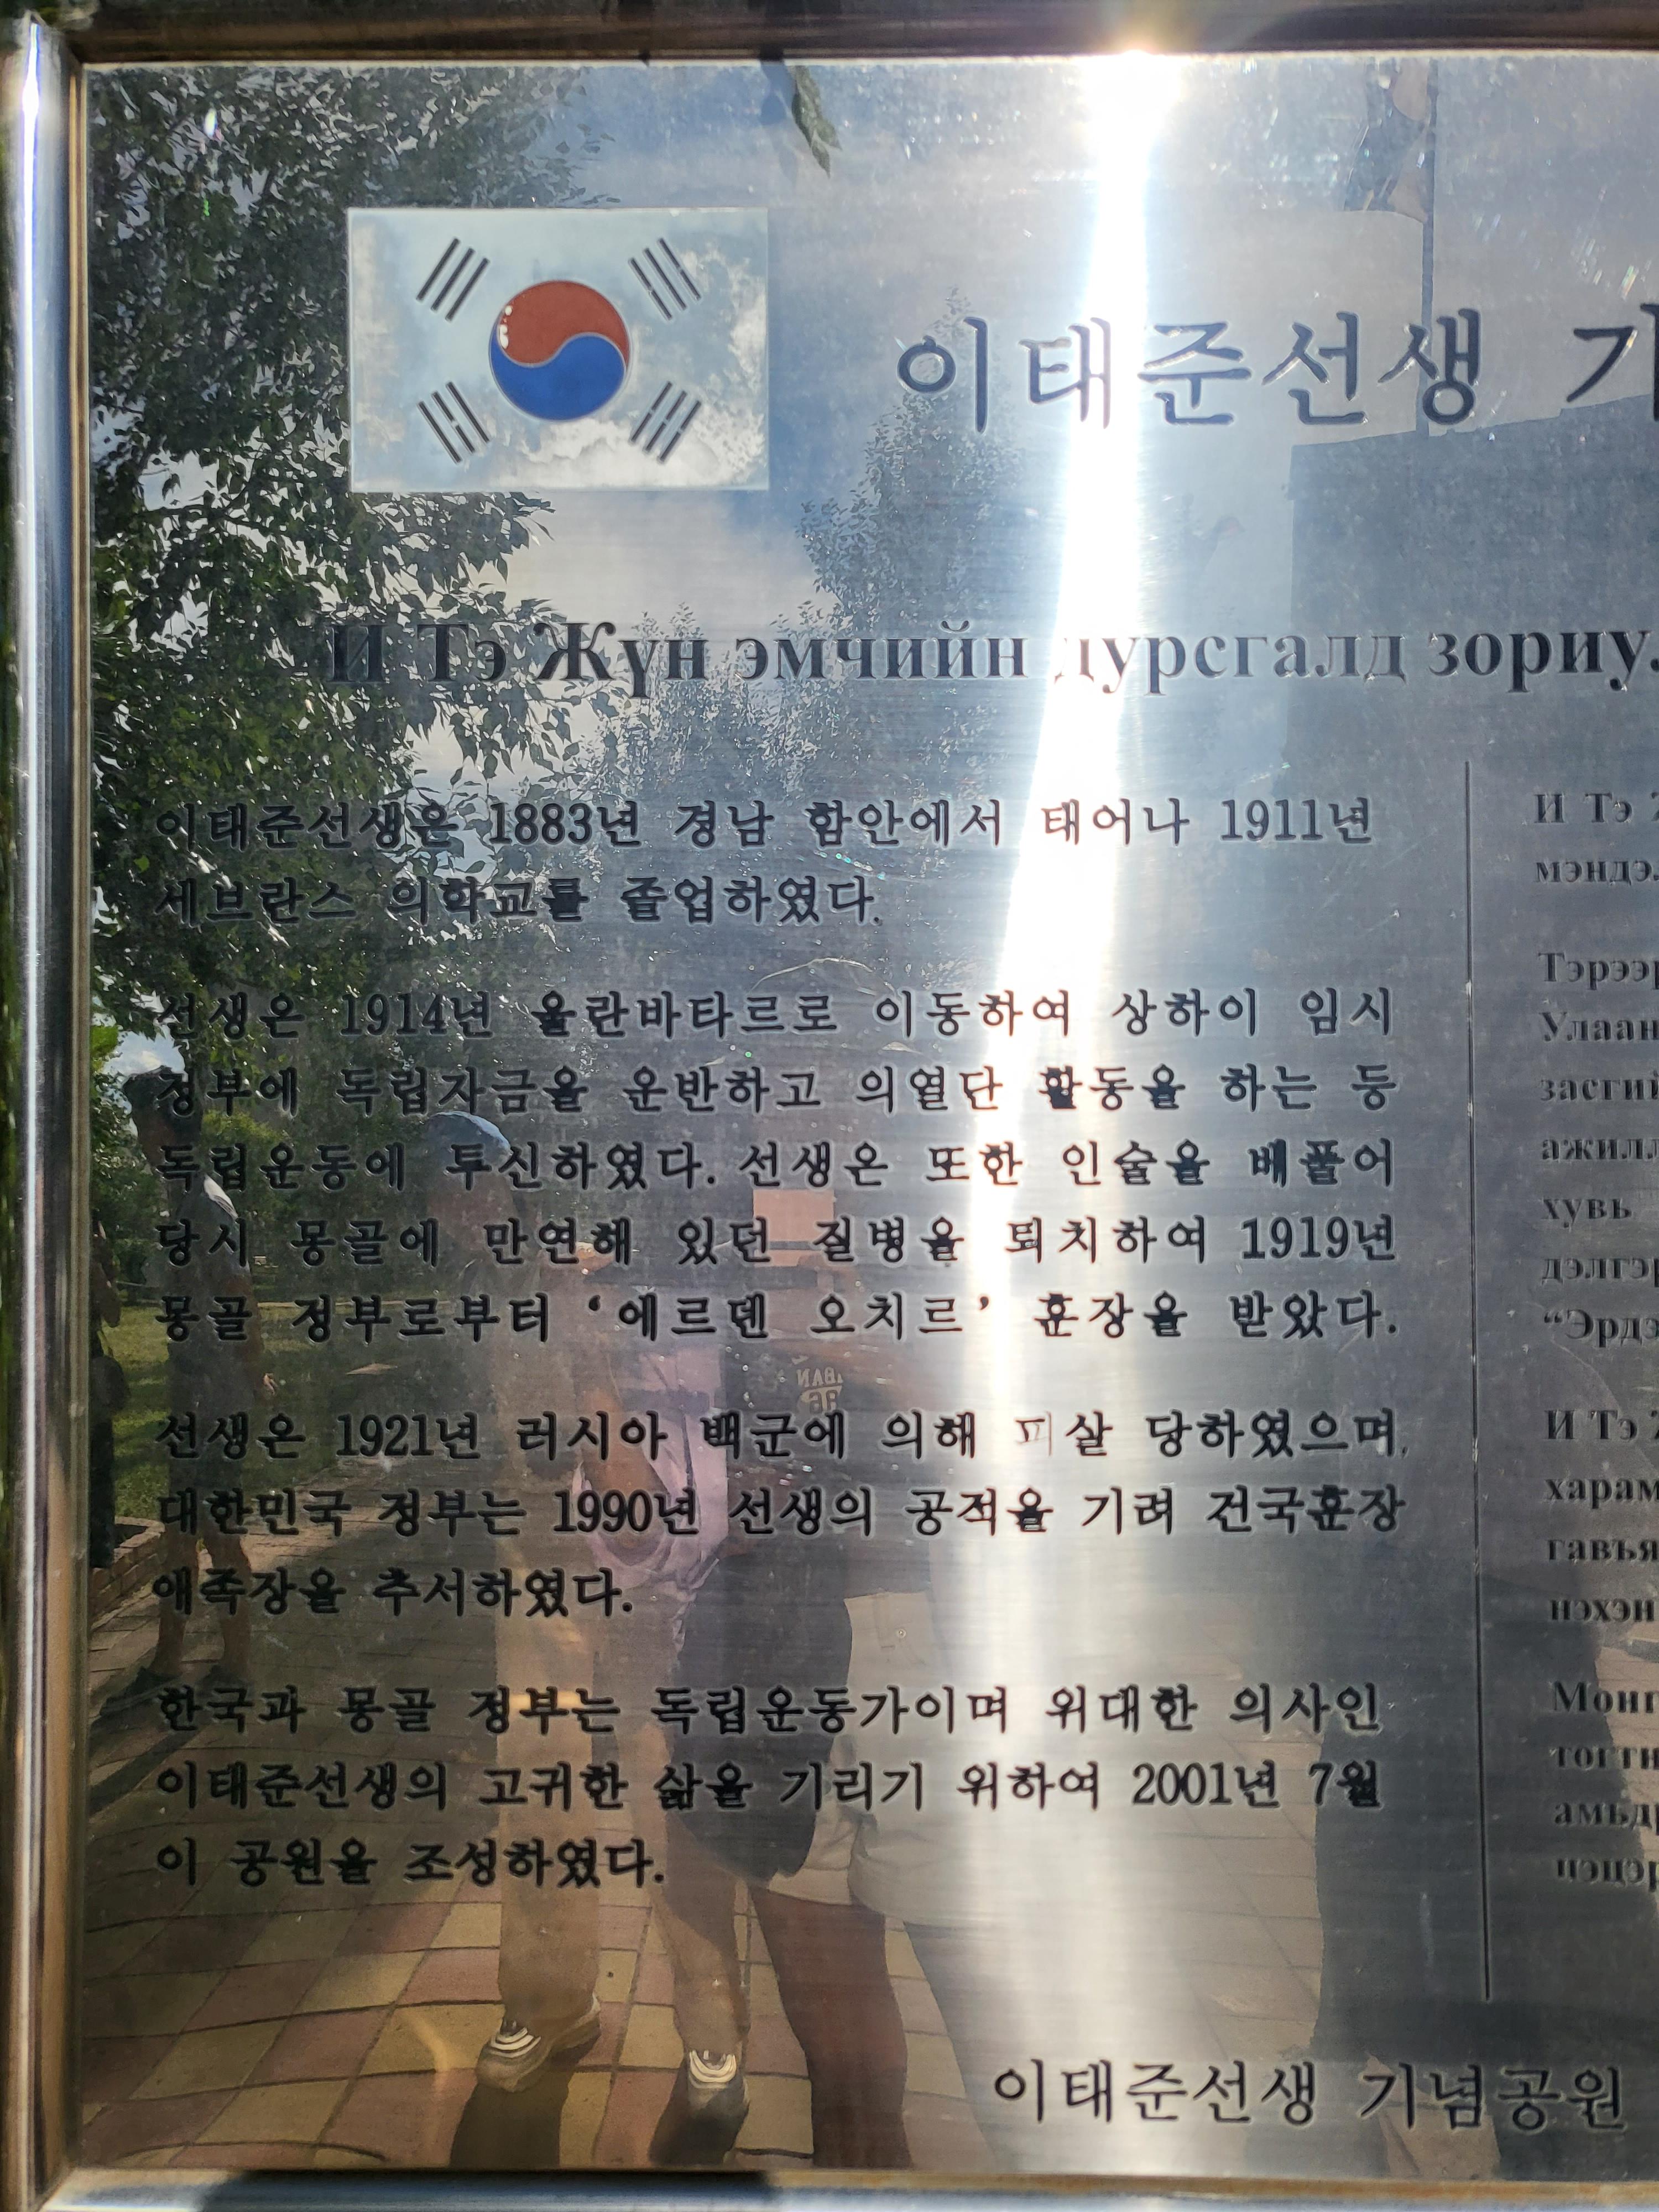 이태준선생 기
И Тэ Жүн эмчийн дурсгалд зориу
이태준선생은 1883년 경남 함안에서 태어나 1911년
세브란스 의학교를 졸업하였다.
선생은 1914년 울란바타르로 이동하여 상하이 임시
정부에 독립자금을 운반하고 의열단 활동을 하는 등
독립운동에 투신하였다. 선생은 또한 인술을 베풀어
당시 몽골에 만연해 있던 질병을 퇴치하여 1919년
몽골 정부로부터 ‘에르덴 오치르’ 훈장을 받았다.
선생은 1921년 러시아 백군에 의해 피살 당하였으며,
대한민국 정부는 1990년 선생의 공적을 기려 건국훈장
애족장을 추서하였다.
한국과 몽골 정부는 독립운동가이며 위대한 의사인
이태준선생의 고귀한 삶을 기리기 위하여 2001년 7월
이 공원을 조성하였다.
И Тэ
мэндэ
Тэрээр
Улаан
засгий
ажилл
хувь
дэлгэр
“Эрдэ
И Тэ
харам
гавъя
нэхэн
Монг
тогтн
амьдр
цэцэр
이태준선생 기념공원